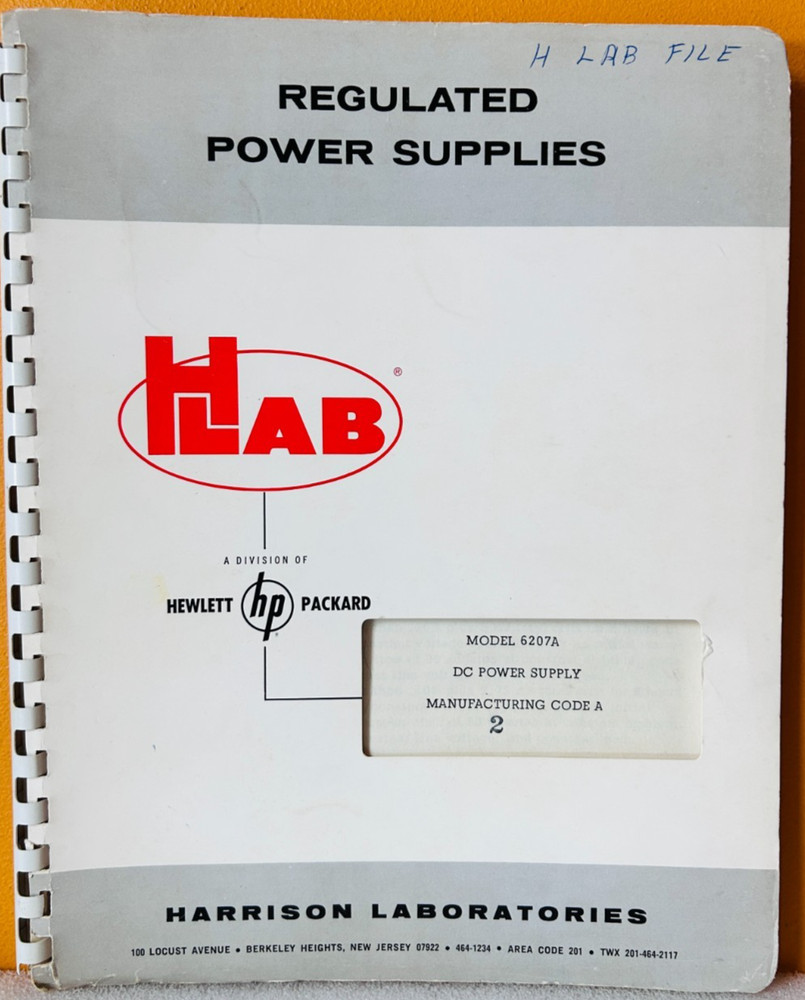 H LAB FILE
REGULATED
POWER SUPPLIES
HLAB®
A DIVISION OF
HEWLETT hp PACKARD
MODEL 6207A
DC POWER SUPPLY
MANUFACTURING CODE A
2
HARRISON LABORATORIES
100 LOCUST AVENUE • BERKELEY HEIGHTS, NEW JERSEY 07922 • 464-1234 • AREA CODE 201 • TWX 201-464-2117